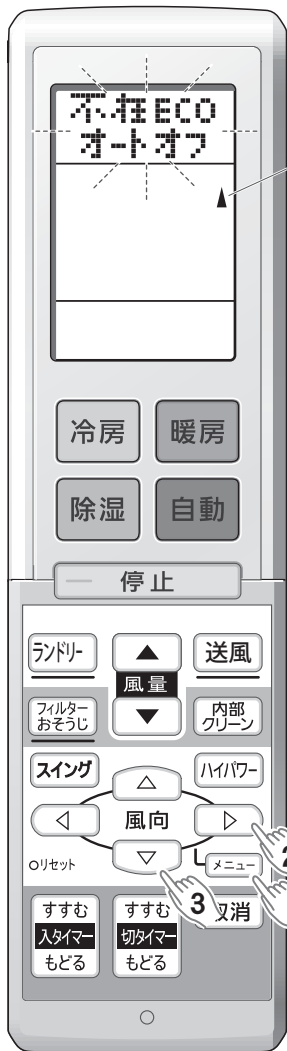 不在ECO
オートオフ
冷房
暖房
除湿
自動
停止
ランドリー
風量
送風
フィルター
おそうじ
内部
クリーン
スイング
ハイパワー
風向
リセット
メニュー
2
3
すすむ
入タイマー
もどる
すすむ
切タイマー
もどる
取消